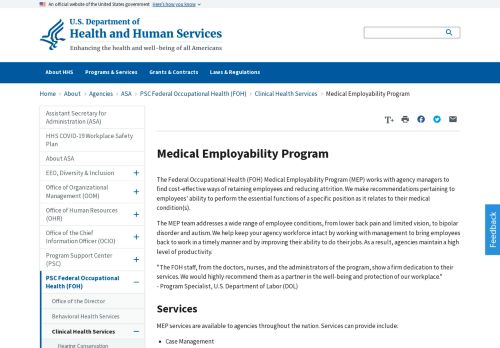 An official website of the United States government Here's how you know
U.S. Department of
Health and Human Services
Enhancing the health and well-being of all Americans
About HHS Programs & Services Grants & Contracts Laws & Regulations
Home › About › Agencies › ASA › PSC Federal Occupational Health (FOH) › Clinical Health Services › Medical Employability Program
Assistant Secretary for
Administration (ASA)
HHS COVID-19 Workplace Safety
Plan
About ASA
EEO, Diversity & Inclusion
Office of Organizational
Management (OOM)
Office of Human Resources
(OHR)
Office of the Chief
Information Officer (OCIO)
Program Support Center
(PSC)
PSC Federal Occupational
Health (FOH)
Office of the Director
Behavioral Health Services
Clinical Health Services
Hearing Conservation
T+
Medical Employability Program
The Federal Occupational Health (FOH) Medical Employability Program (MEP) works with agency managers to
find cost-effective ways of retaining employees and reducing attrition. We make recommendations pertaining to
employees' ability to perform the essential functions of a specific position as it relates to their medical
condition(s).
The MEP team addresses a wide range of employee conditions, from lower back pain and limited vision, to bipolar
disorder and autism. We help keep your agency workforce intact by working with management to bring employees
back to work in a timely manner and by improving their ability to do their jobs. As a result, agencies maintain a high
level of productivity.
"The FOH staff, from the doctors, nurses, and the administrators of the program, show a firm dedication to their
services. We would highly recommend them as a partner in the well-being and protection of our workplace."
- Program Specialist, U.S. Department of Labor (DOL)
Services
MEP services are available to agencies throughout the nation. Services can provide include:
• Case Management
Feedback